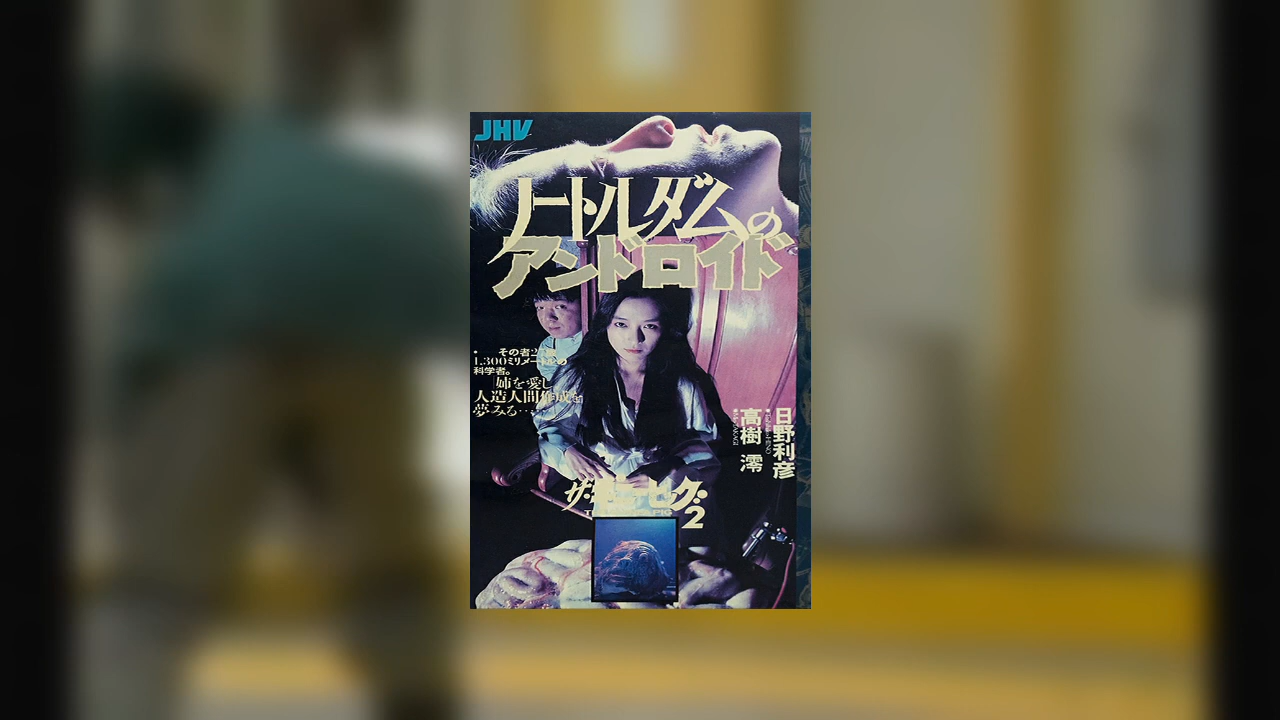 JHV
ノートルダムの
アンドロイド
その者2
1.300ミリメートルの
科学者。
姉を愛し
人造人間作成を
夢みる……
日野利彦
高樹 澪
ザ・ギニーピッグ・2
PIG